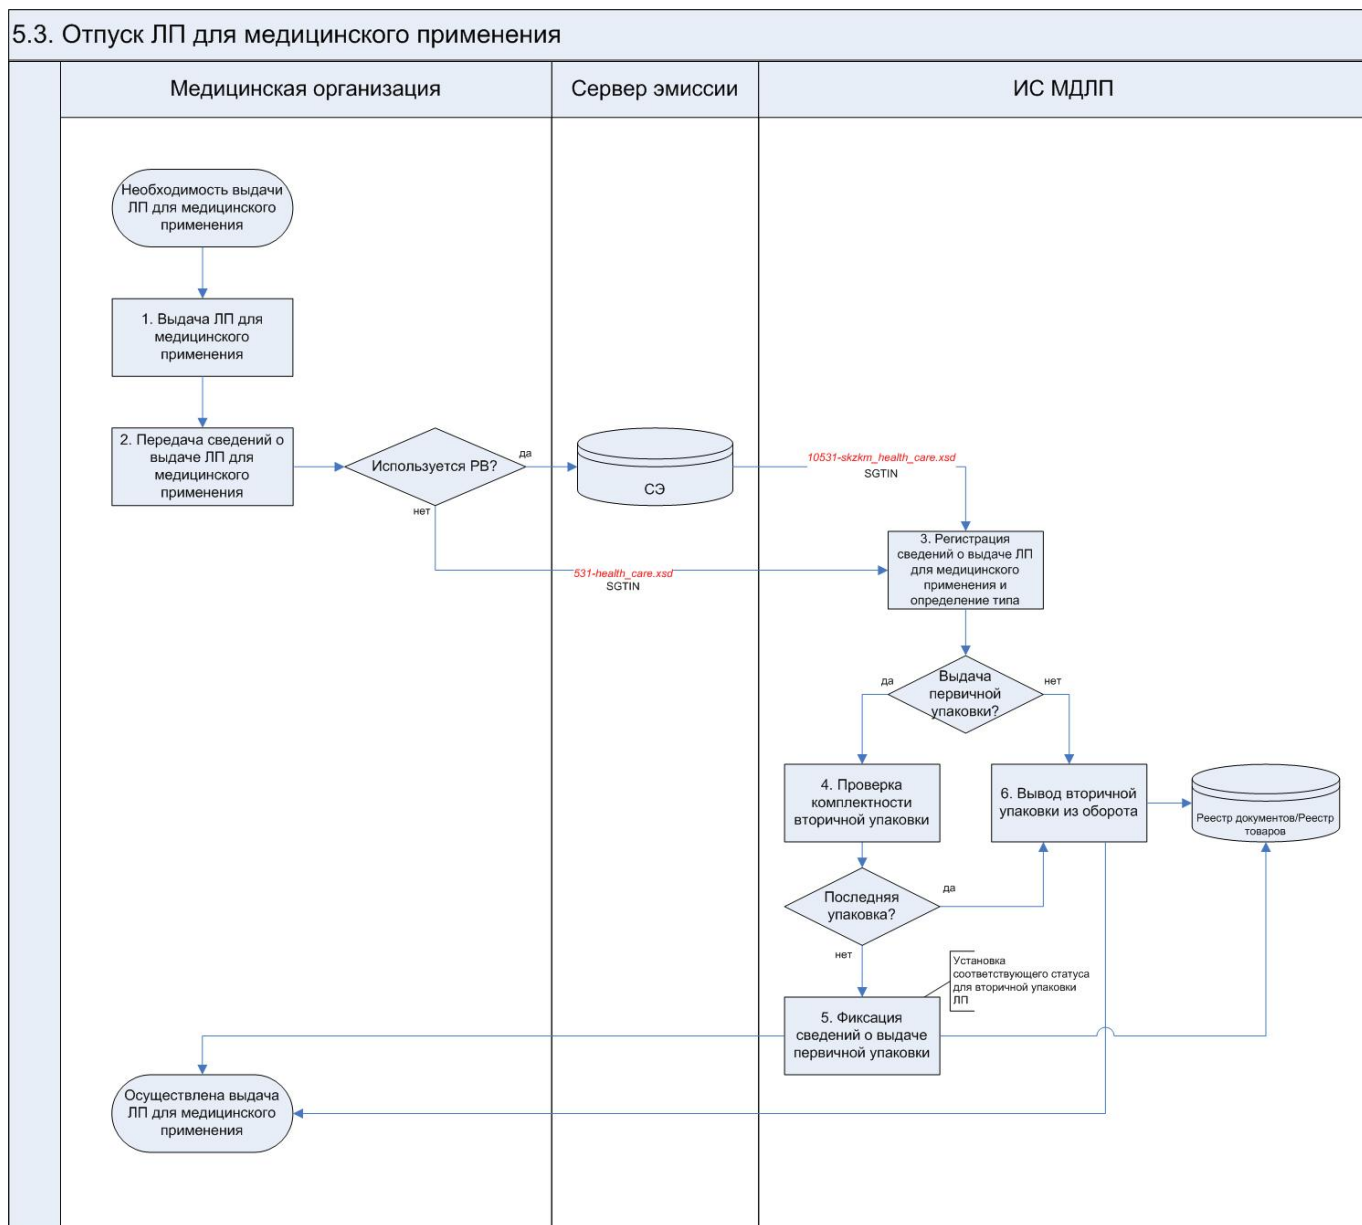 5.3. Отпуск ЛП для медицинского применения
Медицинская организация
Сервер эмиссии
ИС МДЛП
Необходимость выдачи
ЛП для медицинского
применения
1. Выдача ЛП для
медицинского
применения
2. Передача сведений о
выдаче ЛП для
медицинского
применения
Используется РВ?
да
нет
СЭ
10531-skzkm_health_care.xsd
SGTIN
531-health_care.xsd
SGTIN
3. Регистрация
сведений о выдаче ЛП
для медицинского
применения и
определение типа
Выдача
первичной
упаковки?
да
нет
4. Проверка
комплектности
вторичной упаковки
6. Вывод вторичной
упаковки из оборота
Реестр документов/Реестр
товаров
Последняя
упаковка?
да
нет
Установка
соответствующего статуса
для вторичной упаковки
ЛП
5. Фиксация
сведений о выдаче
первичной упаковки
Осуществлена выдача
ЛП для медицинского
применения